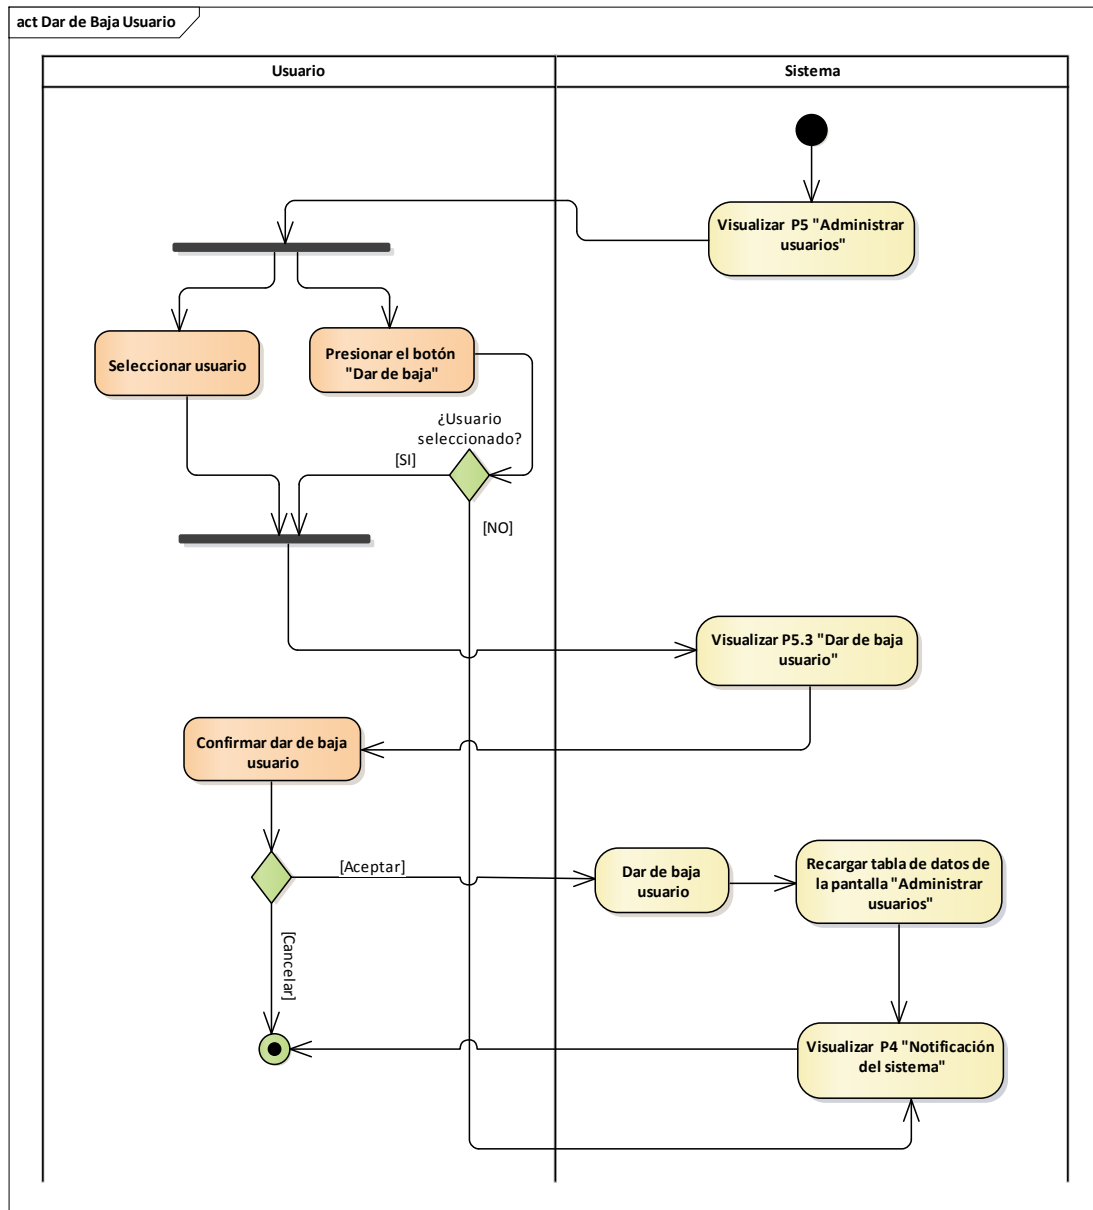 act Dar de Baja Usuario
Usuario
Sistema
Visualizar P5 "Administrar
usuarios"
Seleccionar usuario
Presionar el botón
"Dar de baja"
¿Usuario
seleccionado?
[SI]
[NO]
Visualizar P5.3 "Dar de baja
usuario"
Confirmar dar de baja
usuario
[Aceptar]
Dar de baja
usuario
Recargar tabla de datos de
la pantalla "Administrar
usuarios"
[Cancelar]
Visualizar P4 "Notificación
del sistema"